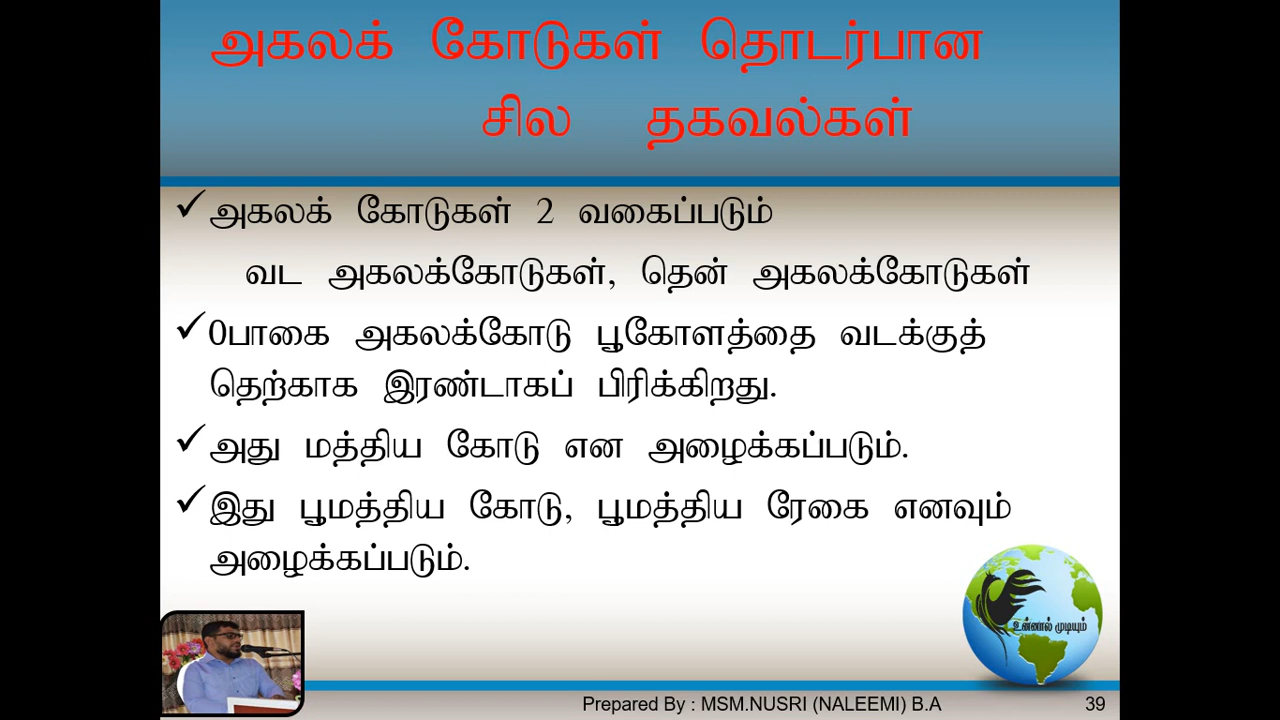 அகலக் கோடுகள் தொடர்பான
சில தகவல்கள்
✓அகலக் கோடுகள் 2 வகைப்படும்
வட அகலக்கோடுகள், தென் அகலக்கோடுகள்
✓0பாகை அகலக்கோடு பூகோளத்தை வடக்குத்
தெற்காக இரண்டாகப் பிரிக்கிறது.
✓அது மத்திய கோடு என அழைக்கப்படும்.
✓இது பூமத்திய கோடு, பூமத்திய ரேகை எனவும்
அழைக்கப்படும்.
உன்னால் முடியும்
Prepared By : MSM.NUSRI (NALEEMI) B.A 39